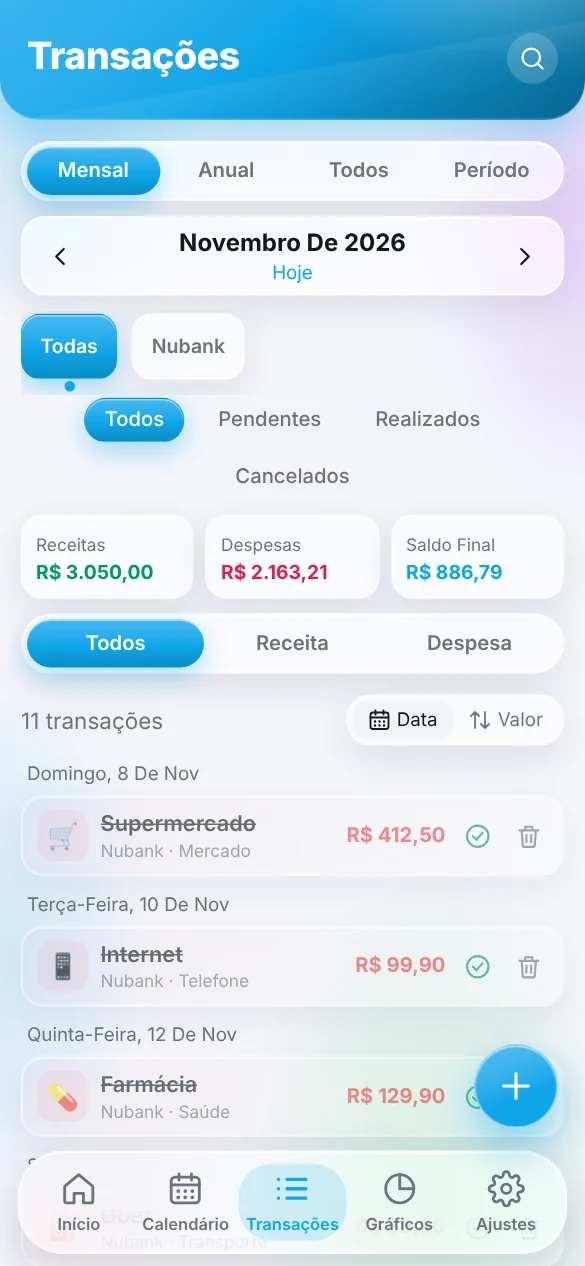 Transações
Mensal Anual Todos Período
Novembro De 2026
Hoje
Todas Nubank
Todos Pendentes Realizados
Cancelados
Receitas Despesas Saldo Final
R$ 3.050,00 R$ 2.163,21 R$ 886,79
Todos Receita Despesa
11 transações Data Valor
Domingo, 8 De Nov
Supermercado R$ 412,50
Nubank · Mercado
Terça-Feira, 10 De Nov
Internet R$ 99,90
Nubank · Telefone
Quinta-Feira, 12 De Nov
Farmácia R$ 129,90
Nubank · Saúde
Uber
Início Calendário Transações Gráficos Ajustes
Nubank · Transporte